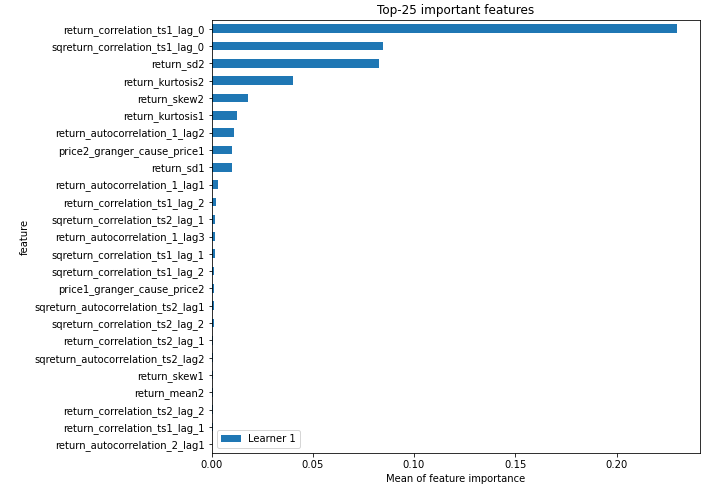 Top-25 important features
return_correlation_ts1_lag_0
sqreturn_correlation_ts1_lag_0
return_sd2
return_kurtosis2
return_skew2
return_kurtosis1
return_autocorrelation_1_lag2
price2_granger_cause_price1
return_sd1
return_autocorrelation_1_lag1
return_correlation_ts1_lag_2
sqreturn_correlation_ts2_lag_1
return_autocorrelation_1_lag3
sqreturn_correlation_ts1_lag_1
sqreturn_correlation_ts1_lag_2
price1_granger_cause_price2
sqreturn_autocorrelation_ts2_lag1
sqreturn_correlation_ts2_lag_2
return_correlation_ts2_lag_1
sqreturn_autocorrelation_ts2_lag2
return_skew1
return_mean2
return_correlation_ts2_lag_2
return_correlation_ts1_lag_1
return_autocorrelation_2_lag1
feature
Learner 1
0.00 0.05 0.10 0.15 0.20
Mean of feature importance